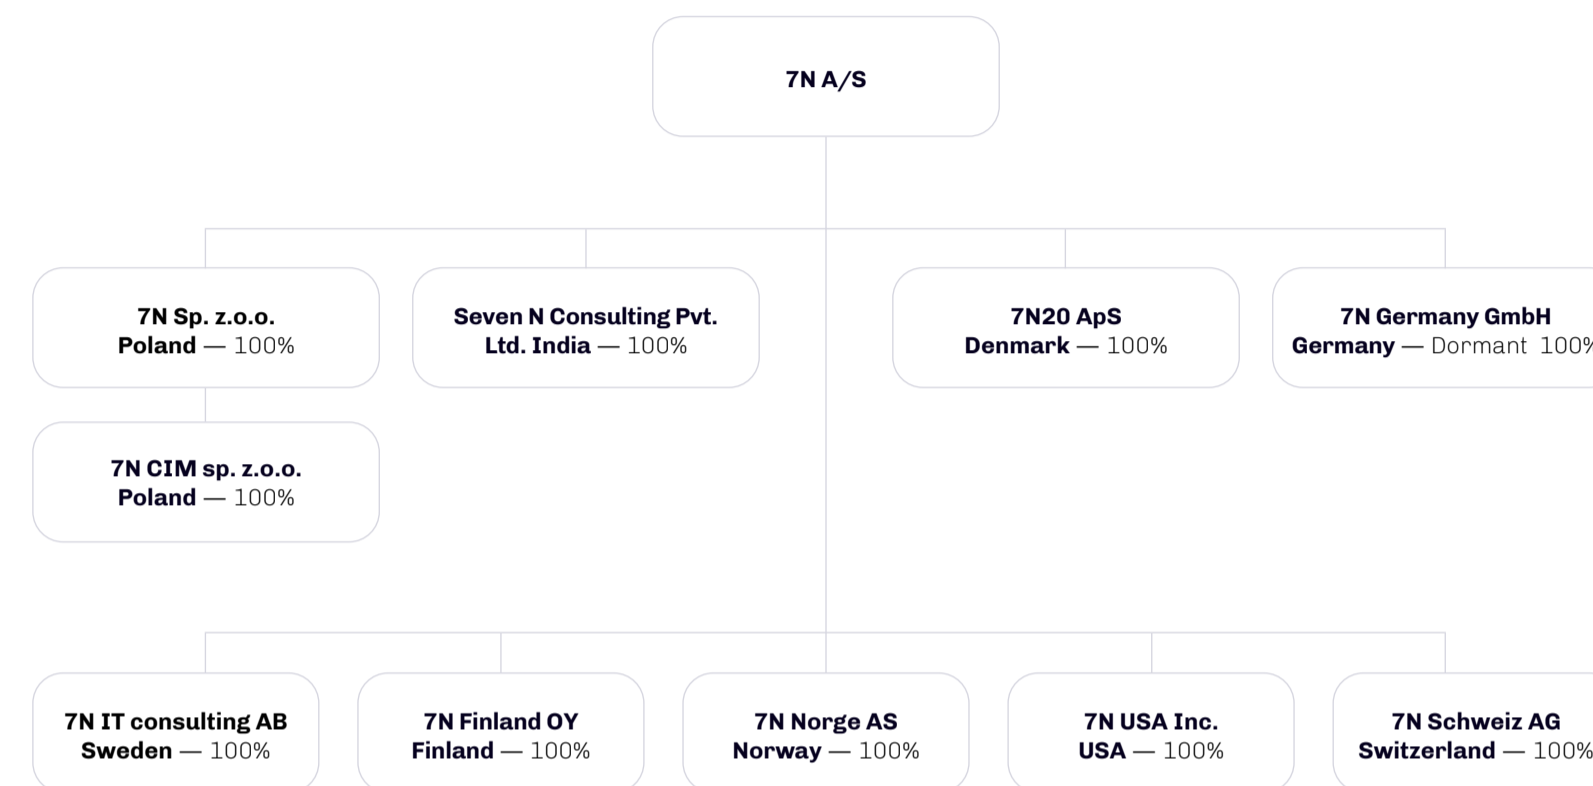 7N A/S
7N Sp. z.o.o.
Poland — 100%
Seven N Consulting Pvt.
Ltd. India — 100%
7N20 ApS
Denmark — 100%
7N Germany GmbH
Germany — Dormant  100%
7N CIM sp. z.o.o.
Poland — 100%
7N IT consulting AB
Sweden — 100%
7N Finland OY
Finland — 100%
7N Norge AS
Norway — 100%
7N USA Inc.
USA — 100%
7N Schweiz AG
Switzerland — 100%